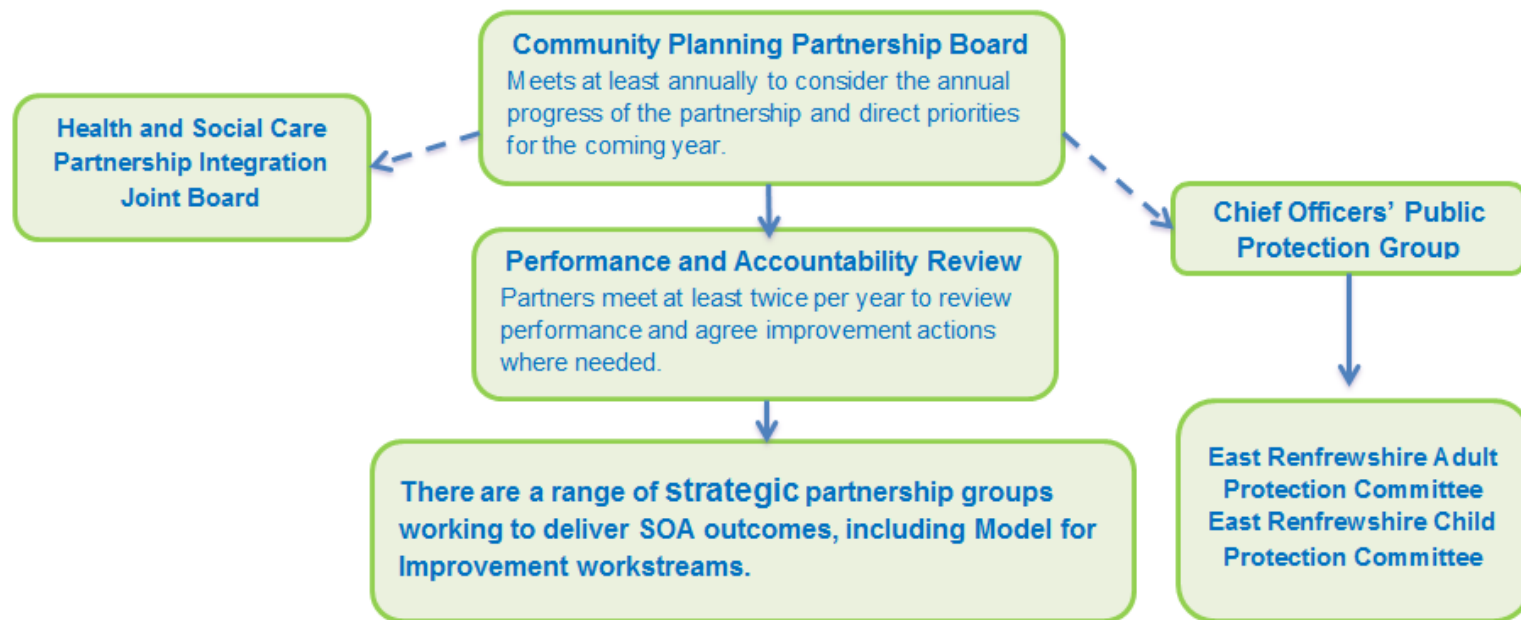 Community Planning Partnership Board
Meets at least annually to consider the annual
progress of the partnership and direct priorities
for the coming year.
Health and Social Care
Partnership Integration
Joint Board
Chief Officers’ Public
Protection Group
Performance and Accountability Review
Partners meet at least twice per year to review
performance and agree improvement actions
where needed.
There are a range of strategic partnership groups
working to deliver SOA outcomes, including Model for
Improvement workstreams.
East Renfrewshire Adult
Protection Committee
East Renfrewshire Child
Protection Committee